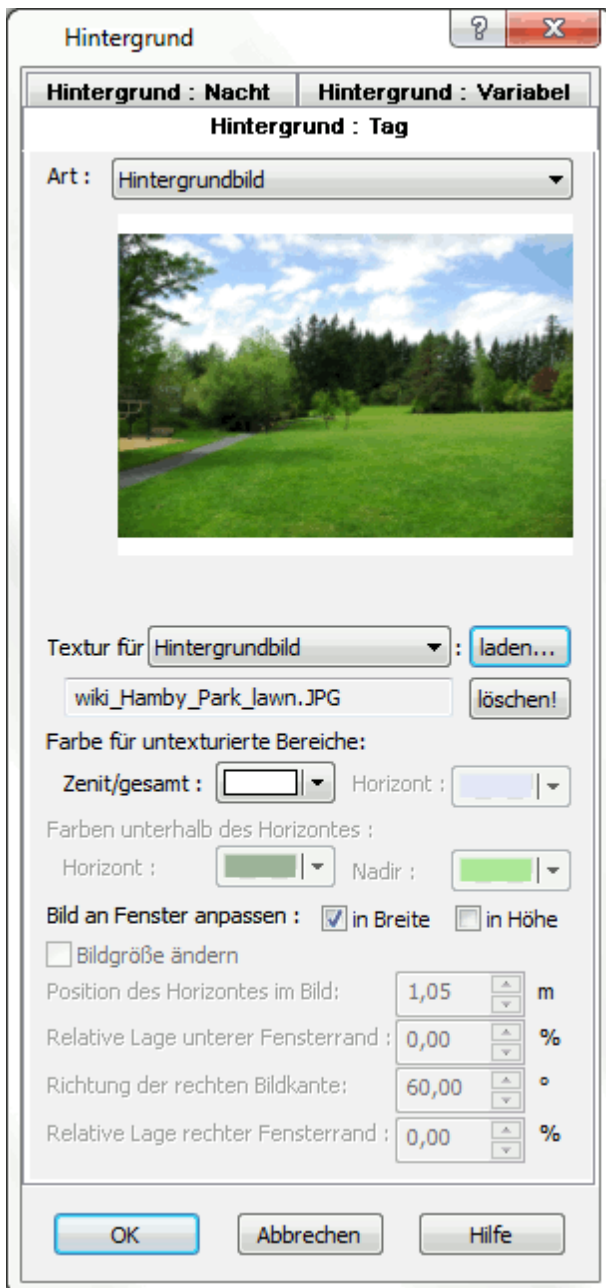 Hintergrund
Hintergrund : Nacht Hintergrund : Variabel
Hintergrund : Tag
Art : Hintergrundbild
Textur für Hintergrundbild : laden...
wiki_Hamby_Park_lawn.JPG löschen!
Farbe für untexturierte Bereiche:
Zenit/gesamt : Horizont :
Farben unterhalb des Horizontes :
Horizont : Nadir :
Bild an Fenster anpassen : in Breite in Höhe
Bildgröße ändern
Position des Horizontes im Bild: 1,05 m
Relative Lage unterer Fensterrand : 0,00 %
Richtung der rechten Bildkante: 60,00 °
Relative Lage rechter Fensterrand : 0,00 %
OK Abbrechen Hilfe